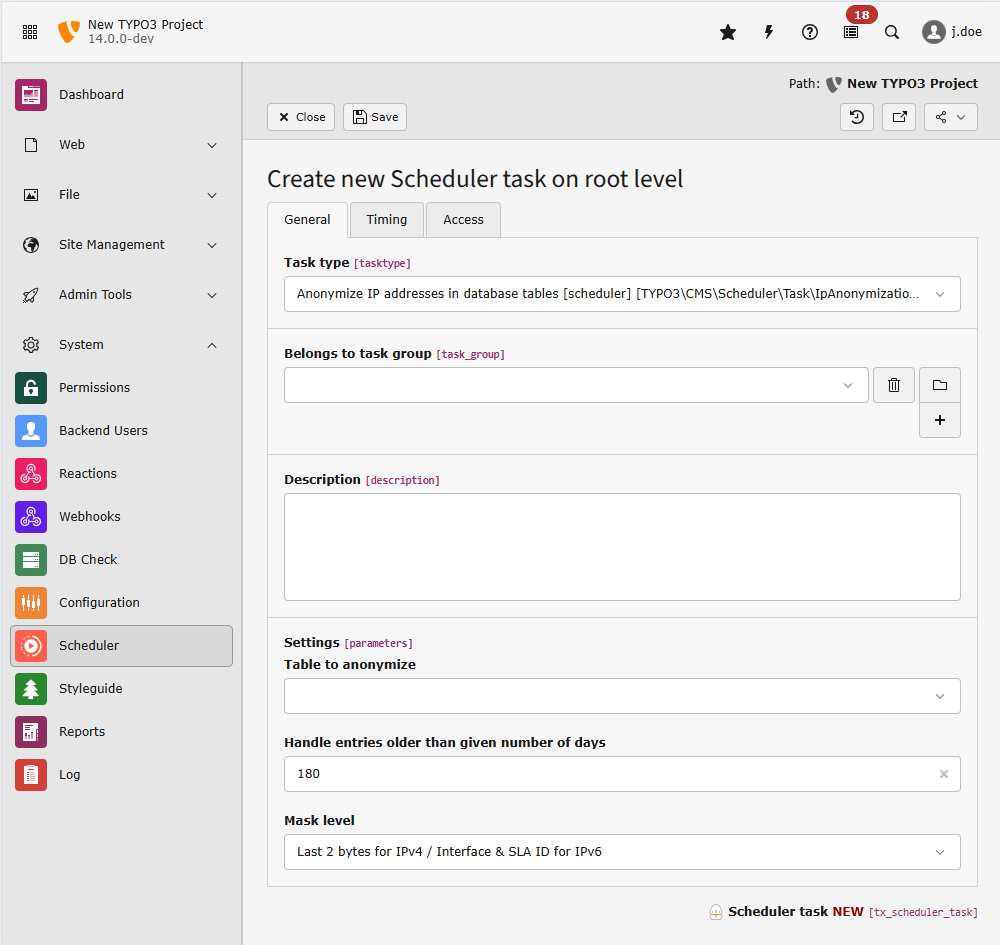 New TYPO3 Project
14.0.0-dev
18
j.doe
Dashboard
Web
File
Site Management
Admin Tools
System
Permissions
Backend Users
Reactions
Webhooks
DB Check
Configuration
Scheduler
Styleguide
Reports
Log
Path: New TYPO3 Project
Close
Save
Create new Scheduler task on root level
General
Timing
Access
Task type [tasktype]
Anonymize IP addresses in database tables [scheduler] [TYPO3\CMS\Scheduler\Task\IpAnonymizatio...
Belongs to task group [task_group]
Description [description]
Settings [parameters]
Table to anonymize
Handle entries older than given number of days
180
Mask level
Last 2 bytes for IPv4 / Interface & SLA ID for IPv6
Scheduler task NEW [tx_scheduler_task]